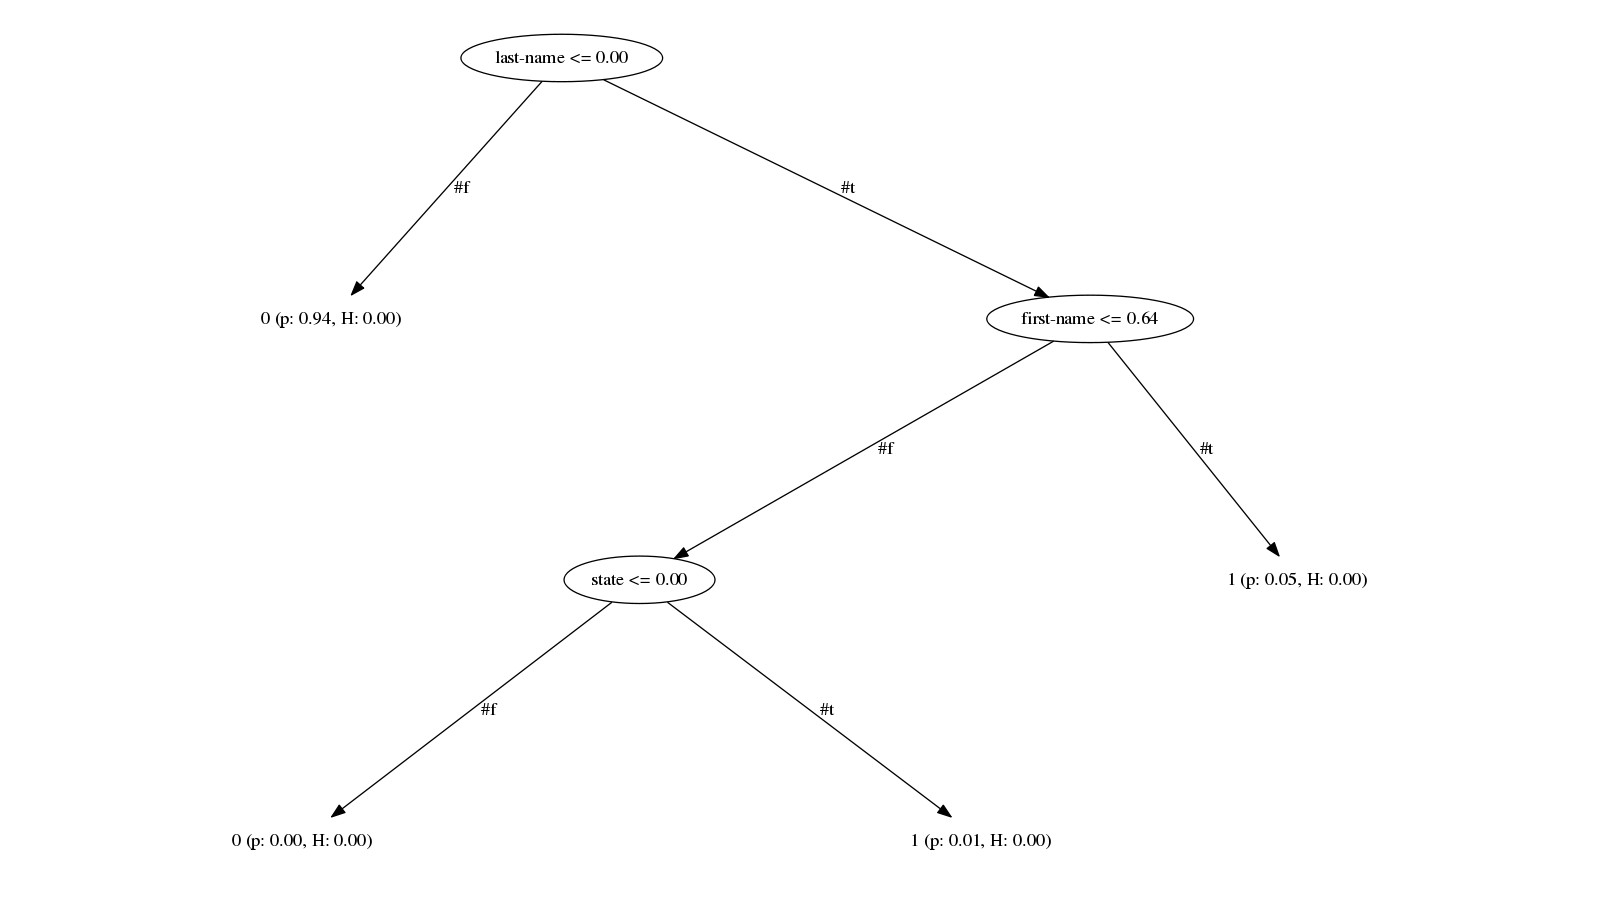 last-name <= 0.00
#f
#t
0 (p: 0.94, H: 0.00)
first-name <= 0.64
#f
#t
state <= 0.00
1 (p: 0.05, H: 0.00)
#f
#t
0 (p: 0.00, H: 0.00)
1 (p: 0.01, H: 0.00)